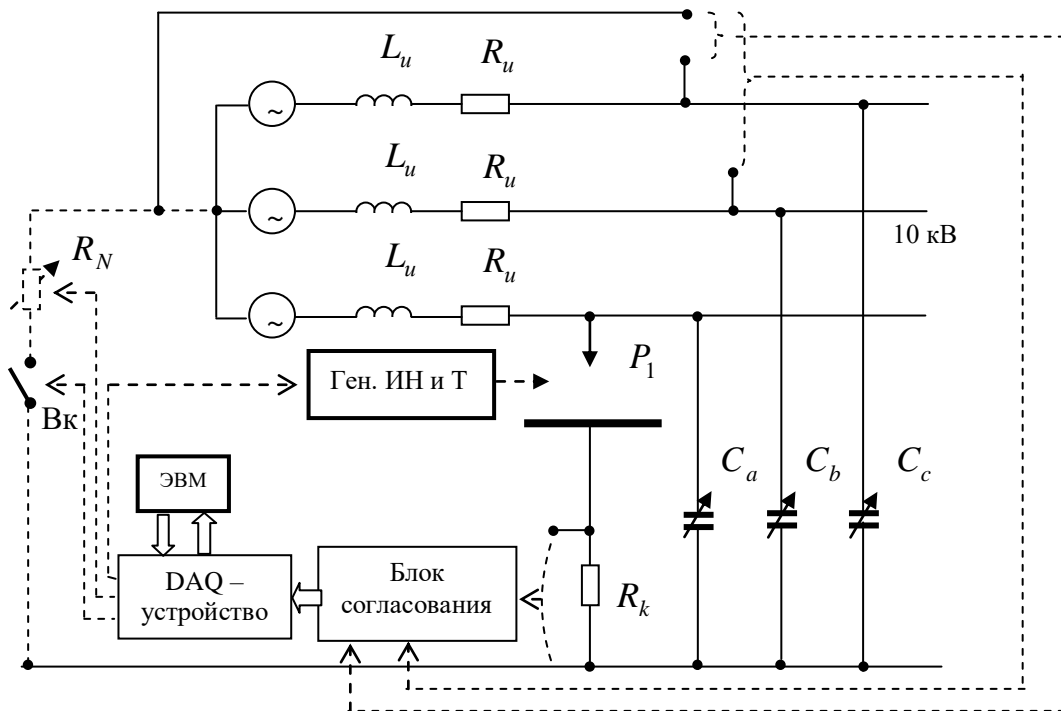 L_u R_u
~
L_u R_u
~
10 кВ
R_N
L_u R_u
~
P_1
Ген. ИН и Т
Вк
C_a C_b C_c
ЭВМ
DAQ –
устройство
Блок
согласования
R_k